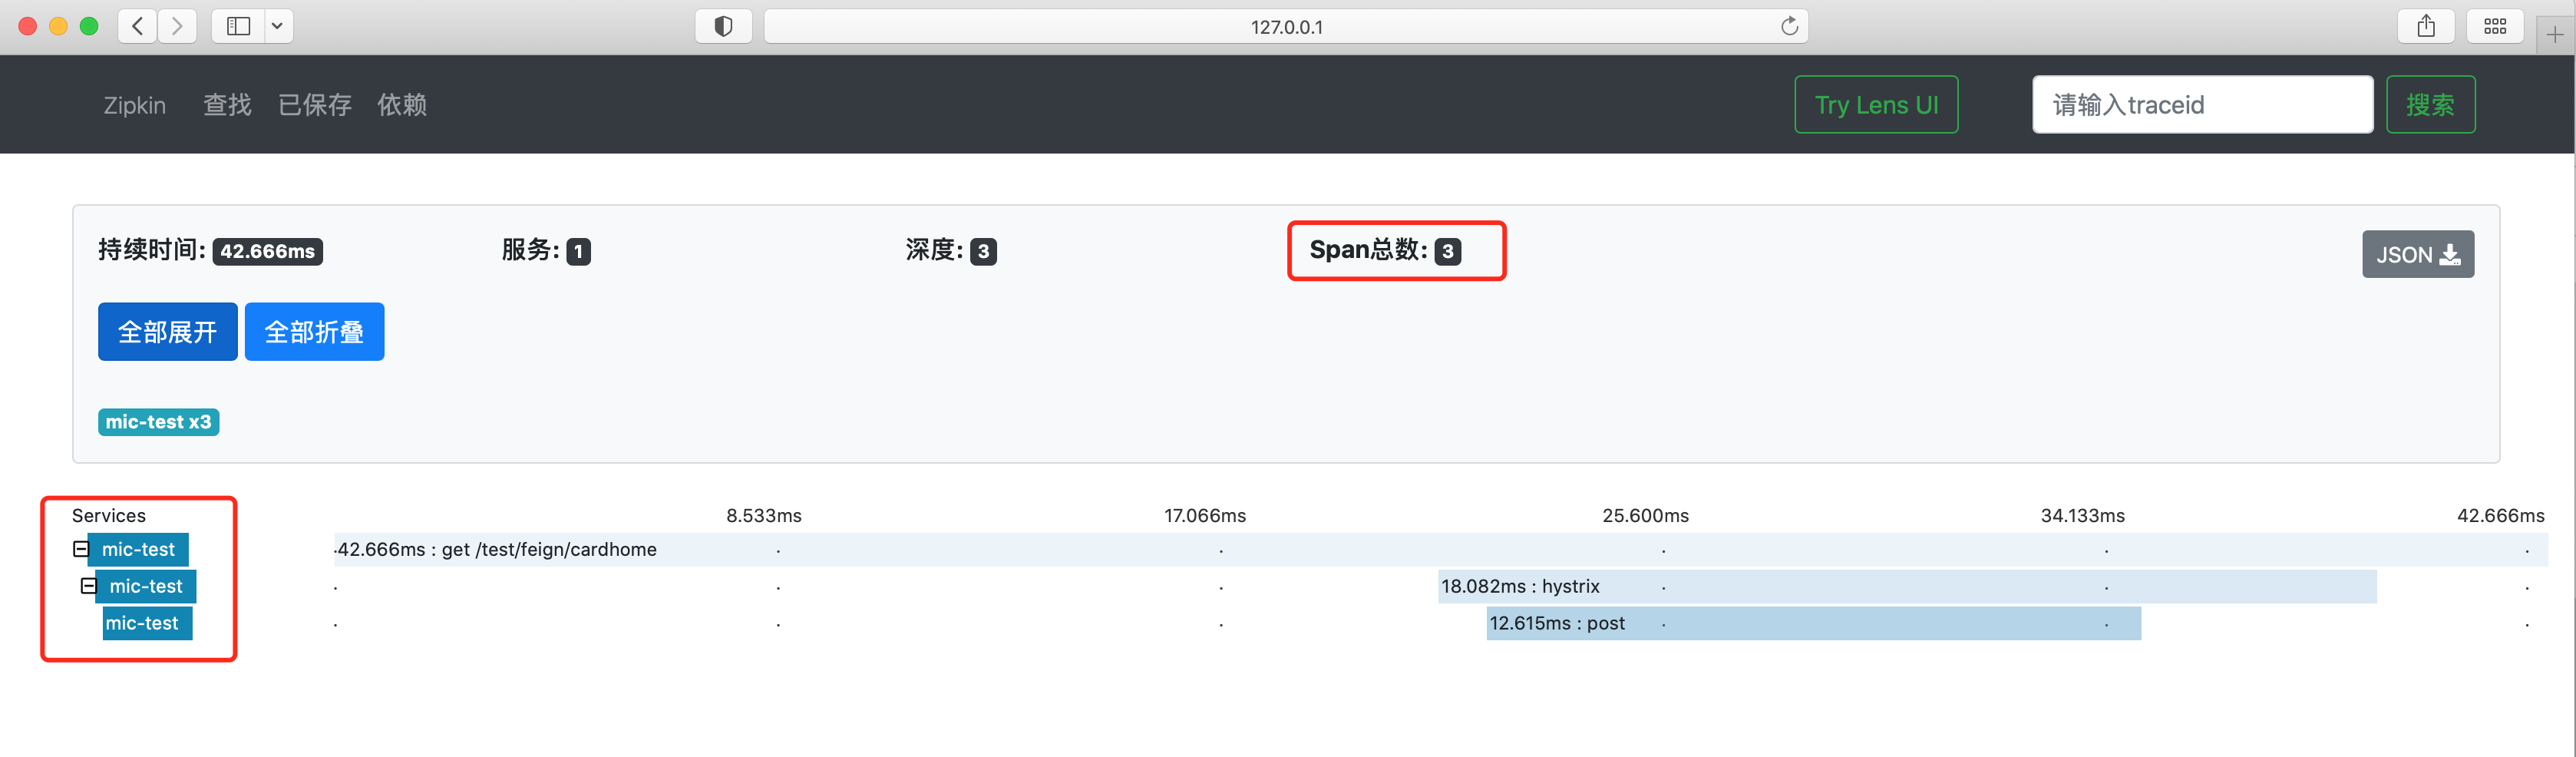 127.0.0.1
Zipkin 查找 已保存 依赖 Try Lens UI 请输入traceid 搜索
持续时间: 42.666ms 服务: 1 深度: 3 Span总数: 3 JSON
全部展开 全部折叠
mic-test x3
Services 8.533ms 17.066ms 25.600ms 34.133ms 42.666ms
mic-test 42.666ms : get /test/feign/cardhome
mic-test 18.082ms : hystrix
mic-test 12.615ms : post